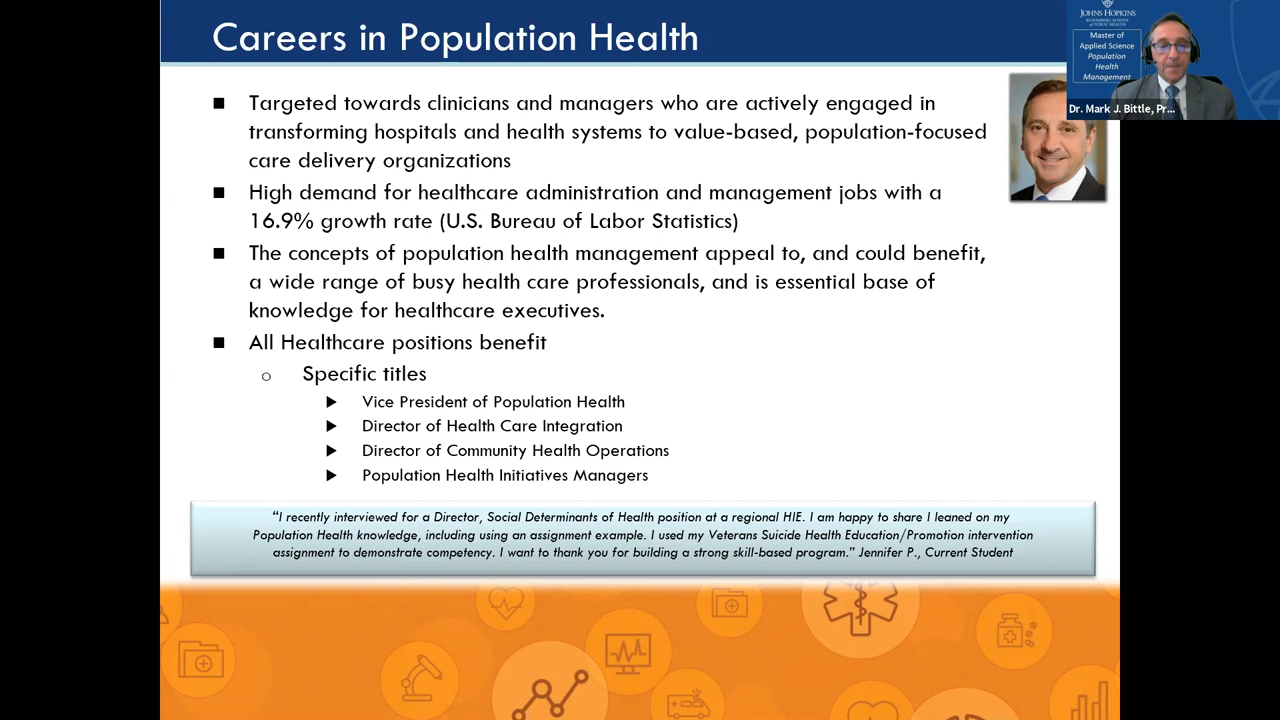 Careers in Population Health
JOHNS HOPKINS
BLOOMBERG SCHOOL
of PUBLIC HEALTH
Master of
Applied Science
Population
Health
Management
Dr. Mark J. Bittle, Pr...
■ Targeted towards clinicians and managers who are actively engaged in
transforming hospitals and health systems to value-based, population-focused
care delivery organizations
■ High demand for healthcare administration and management jobs with a
16.9% growth rate (U.S. Bureau of Labor Statistics)
■ The concepts of population health management appeal to, and could benefit,
a wide range of busy health care professionals, and is essential base of
knowledge for healthcare executives.
■ All Healthcare positions benefit
o Specific titles
▶ Vice President of Population Health
▶ Director of Health Care Integration
▶ Director of Community Health Operations
▶ Population Health Initiatives Managers
“I recently interviewed for a Director, Social Determinants of Health position at a regional HIE. I am happy to share I leaned on my
Population Health knowledge, including using an assignment example. I used my Veterans Suicide Health Education/Promotion intervention
assignment to demonstrate competency. I want to thank you for building a strong skill-based program.” Jennifer P., Current Student